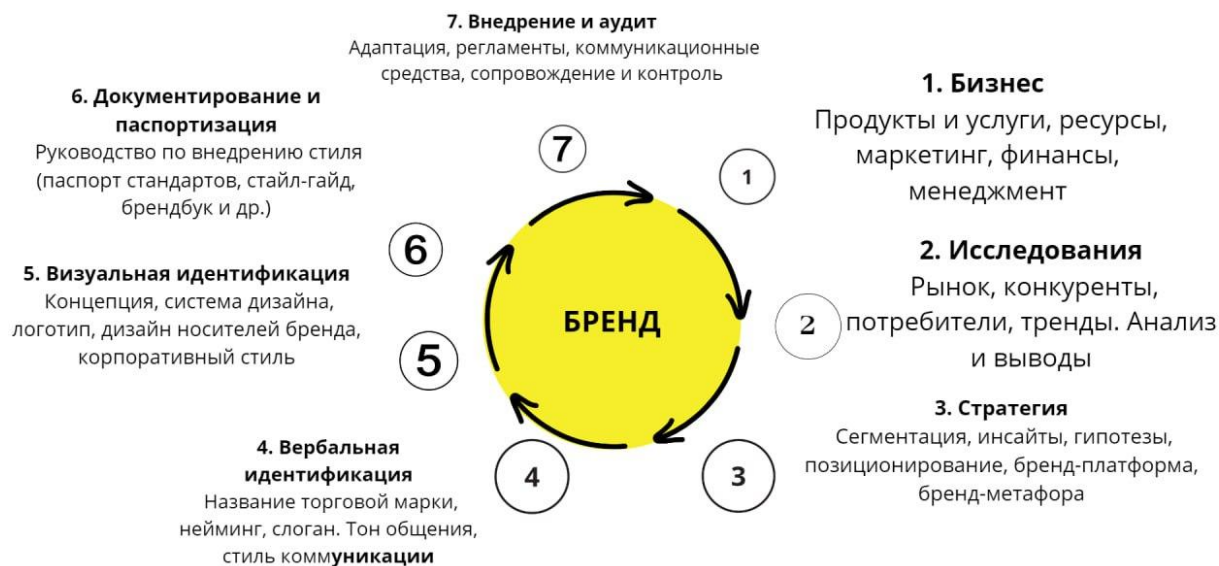 7. Внедрение и аудит
Адаптация, регламенты, коммуникационные
средства, сопровождение и контроль
7
1
1. Бизнес
Продукты и услуги, ресурсы,
маркетинг, финансы,
менеджмент
2
2. Исследования
Рынок, конкуренты,
потребители, тренды. Анализ
и выводы
3
3. Стратегия
Сегментация, инсайты, гипотезы,
позиционирование, бренд-платформа,
бренд-метафора
4
4. Вербальная
идентификация
Название торговой марки,
нейминг, слоган. Тон общения,
стиль коммуникации
5
5. Визуальная идентификация
Концепция, система дизайна,
логотип, дизайн носителей бренда,
корпоративный стиль
6
6. Документирование и
паспортизация
Руководство по внедрению стиля
(паспорт стандартов, стайл-гайд,
брендбук и др.)
БРЕНД